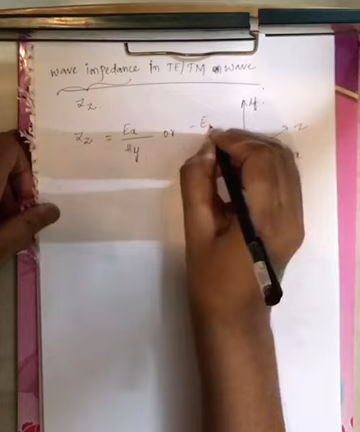 wave impedance in TE/TM wave
Zz
y
Zz = Ex/Hy or - E
z
x